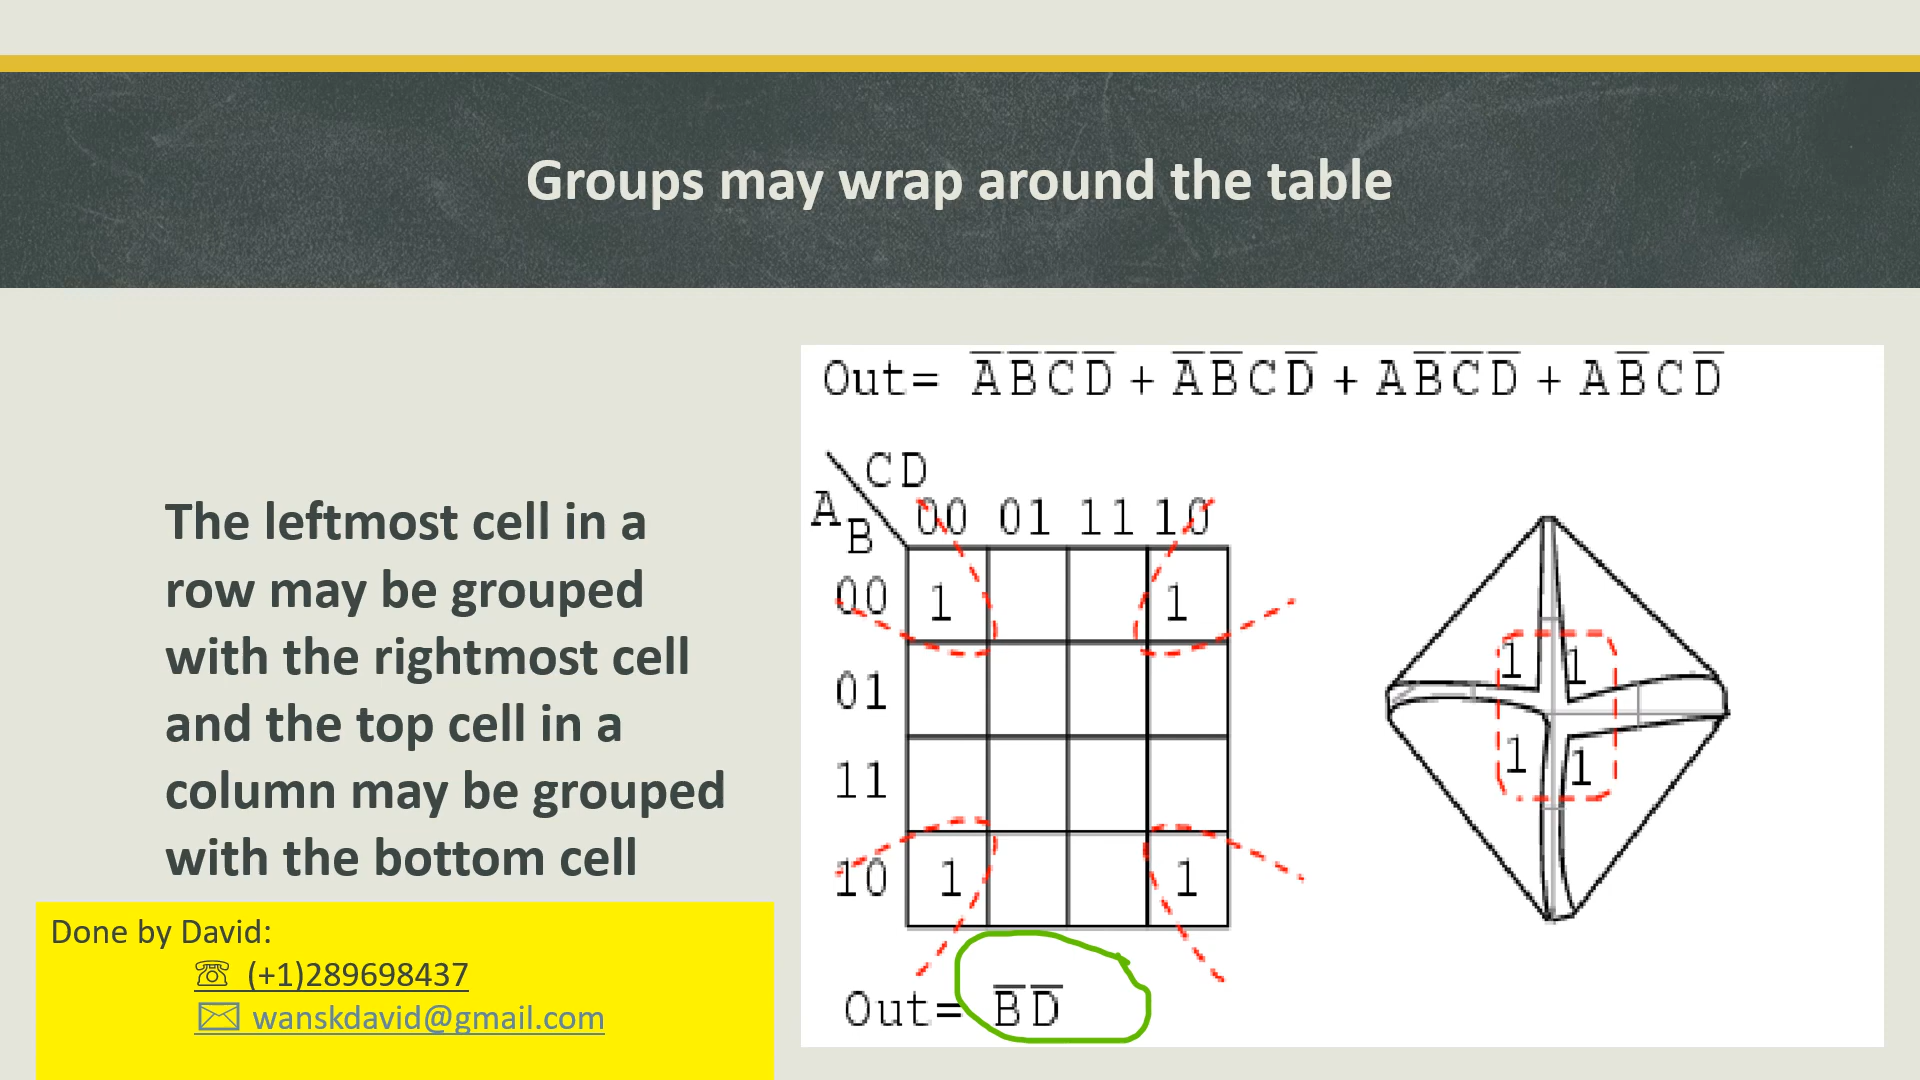 Groups may wrap around the table
The leftmost cell in a
row may be grouped
with the rightmost cell
and the top cell in a
column may be grouped
with the bottom cell
Done by David:
☏ (+1)289698437
✉ wanskdavid@gmail.com
Out= A̅B̅C̅D̅ + A̅B̅CD̅ + AB̅C̅D̅ + AB̅CD̅
CD
A
B
00 01 11 10
00 1 1
01
11
10 1 1
Out= B̅D̅
1 1
1 1